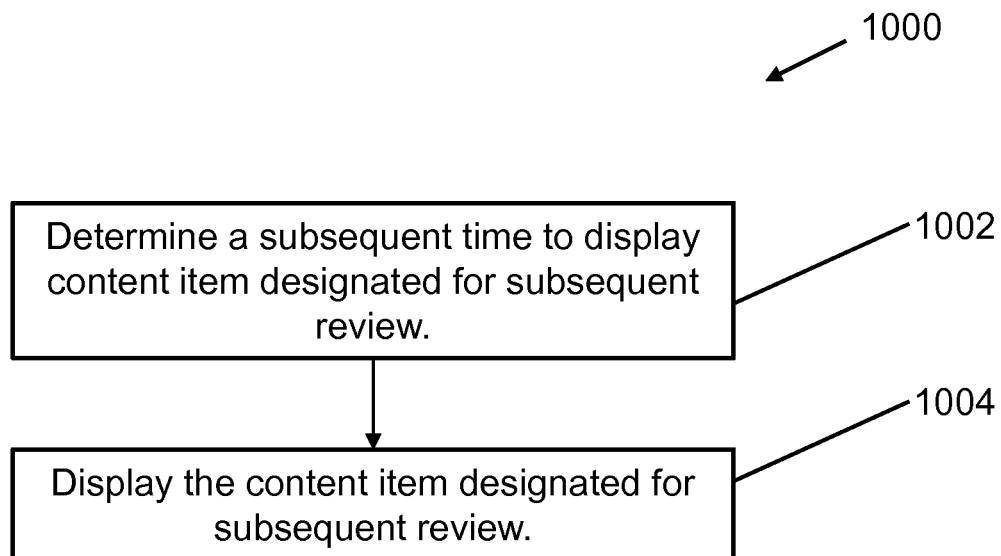 1000
Determine a subsequent time to display
content item designated for subsequent
review.
1002
Display the content item designated for
subsequent review.
1004